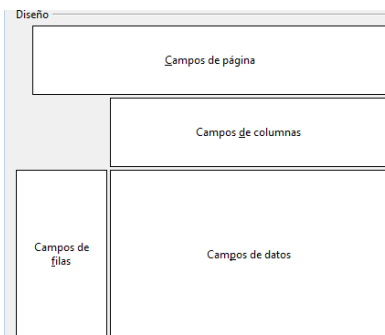 Diseño
Campos de página
Campos de columnas
Campos de
filas
Campos de datos